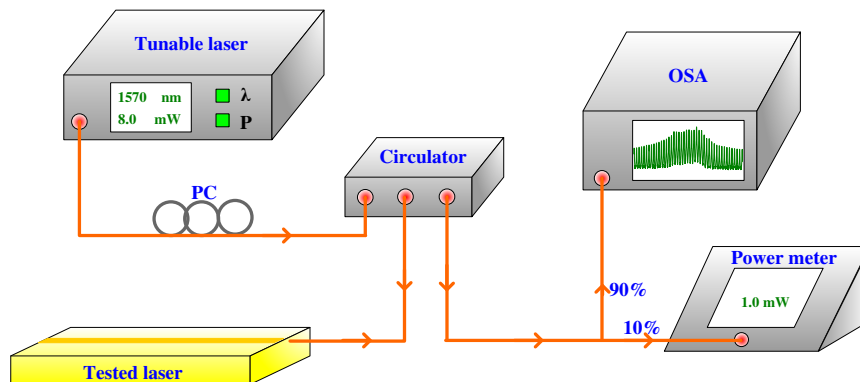 Tunable laser
1570 nm
λ
8.0 mW
P
OSA
Circulator
PC
Power meter
90%
1.0 mW
10%
Tested laser